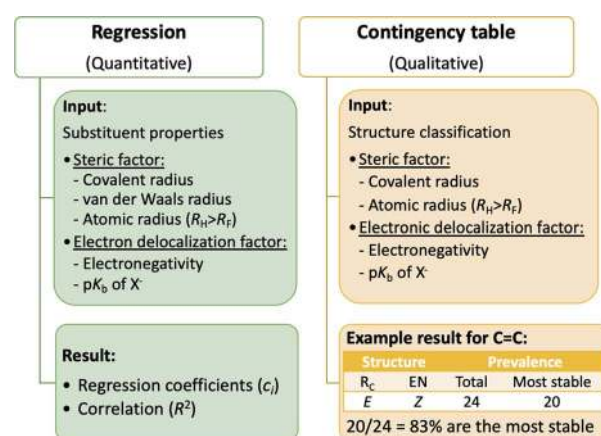 Regression
(Quantitative)
Input:
Substituent properties
• Steric factor:
- Covalent radius
- van der Waals radius
- Atomic radius (RH>RF)
• Electron delocalization factor:
- Electronegativity
- pKb of X-
Result:
• Regression coefficients (ci)
• Correlation (R²)
Contingency table
(Qualitative)
Input:
Structure classification
• Steric factor:
- Covalent radius
- Atomic radius (RH>RF)
• Electronic delocalization factor:
- Electronegativity
- pKb of X-
Example result for C=C:
Structure Prevalence
RC EN Total Most stable
E Z 24 20
20/24 = 83% are the most stable